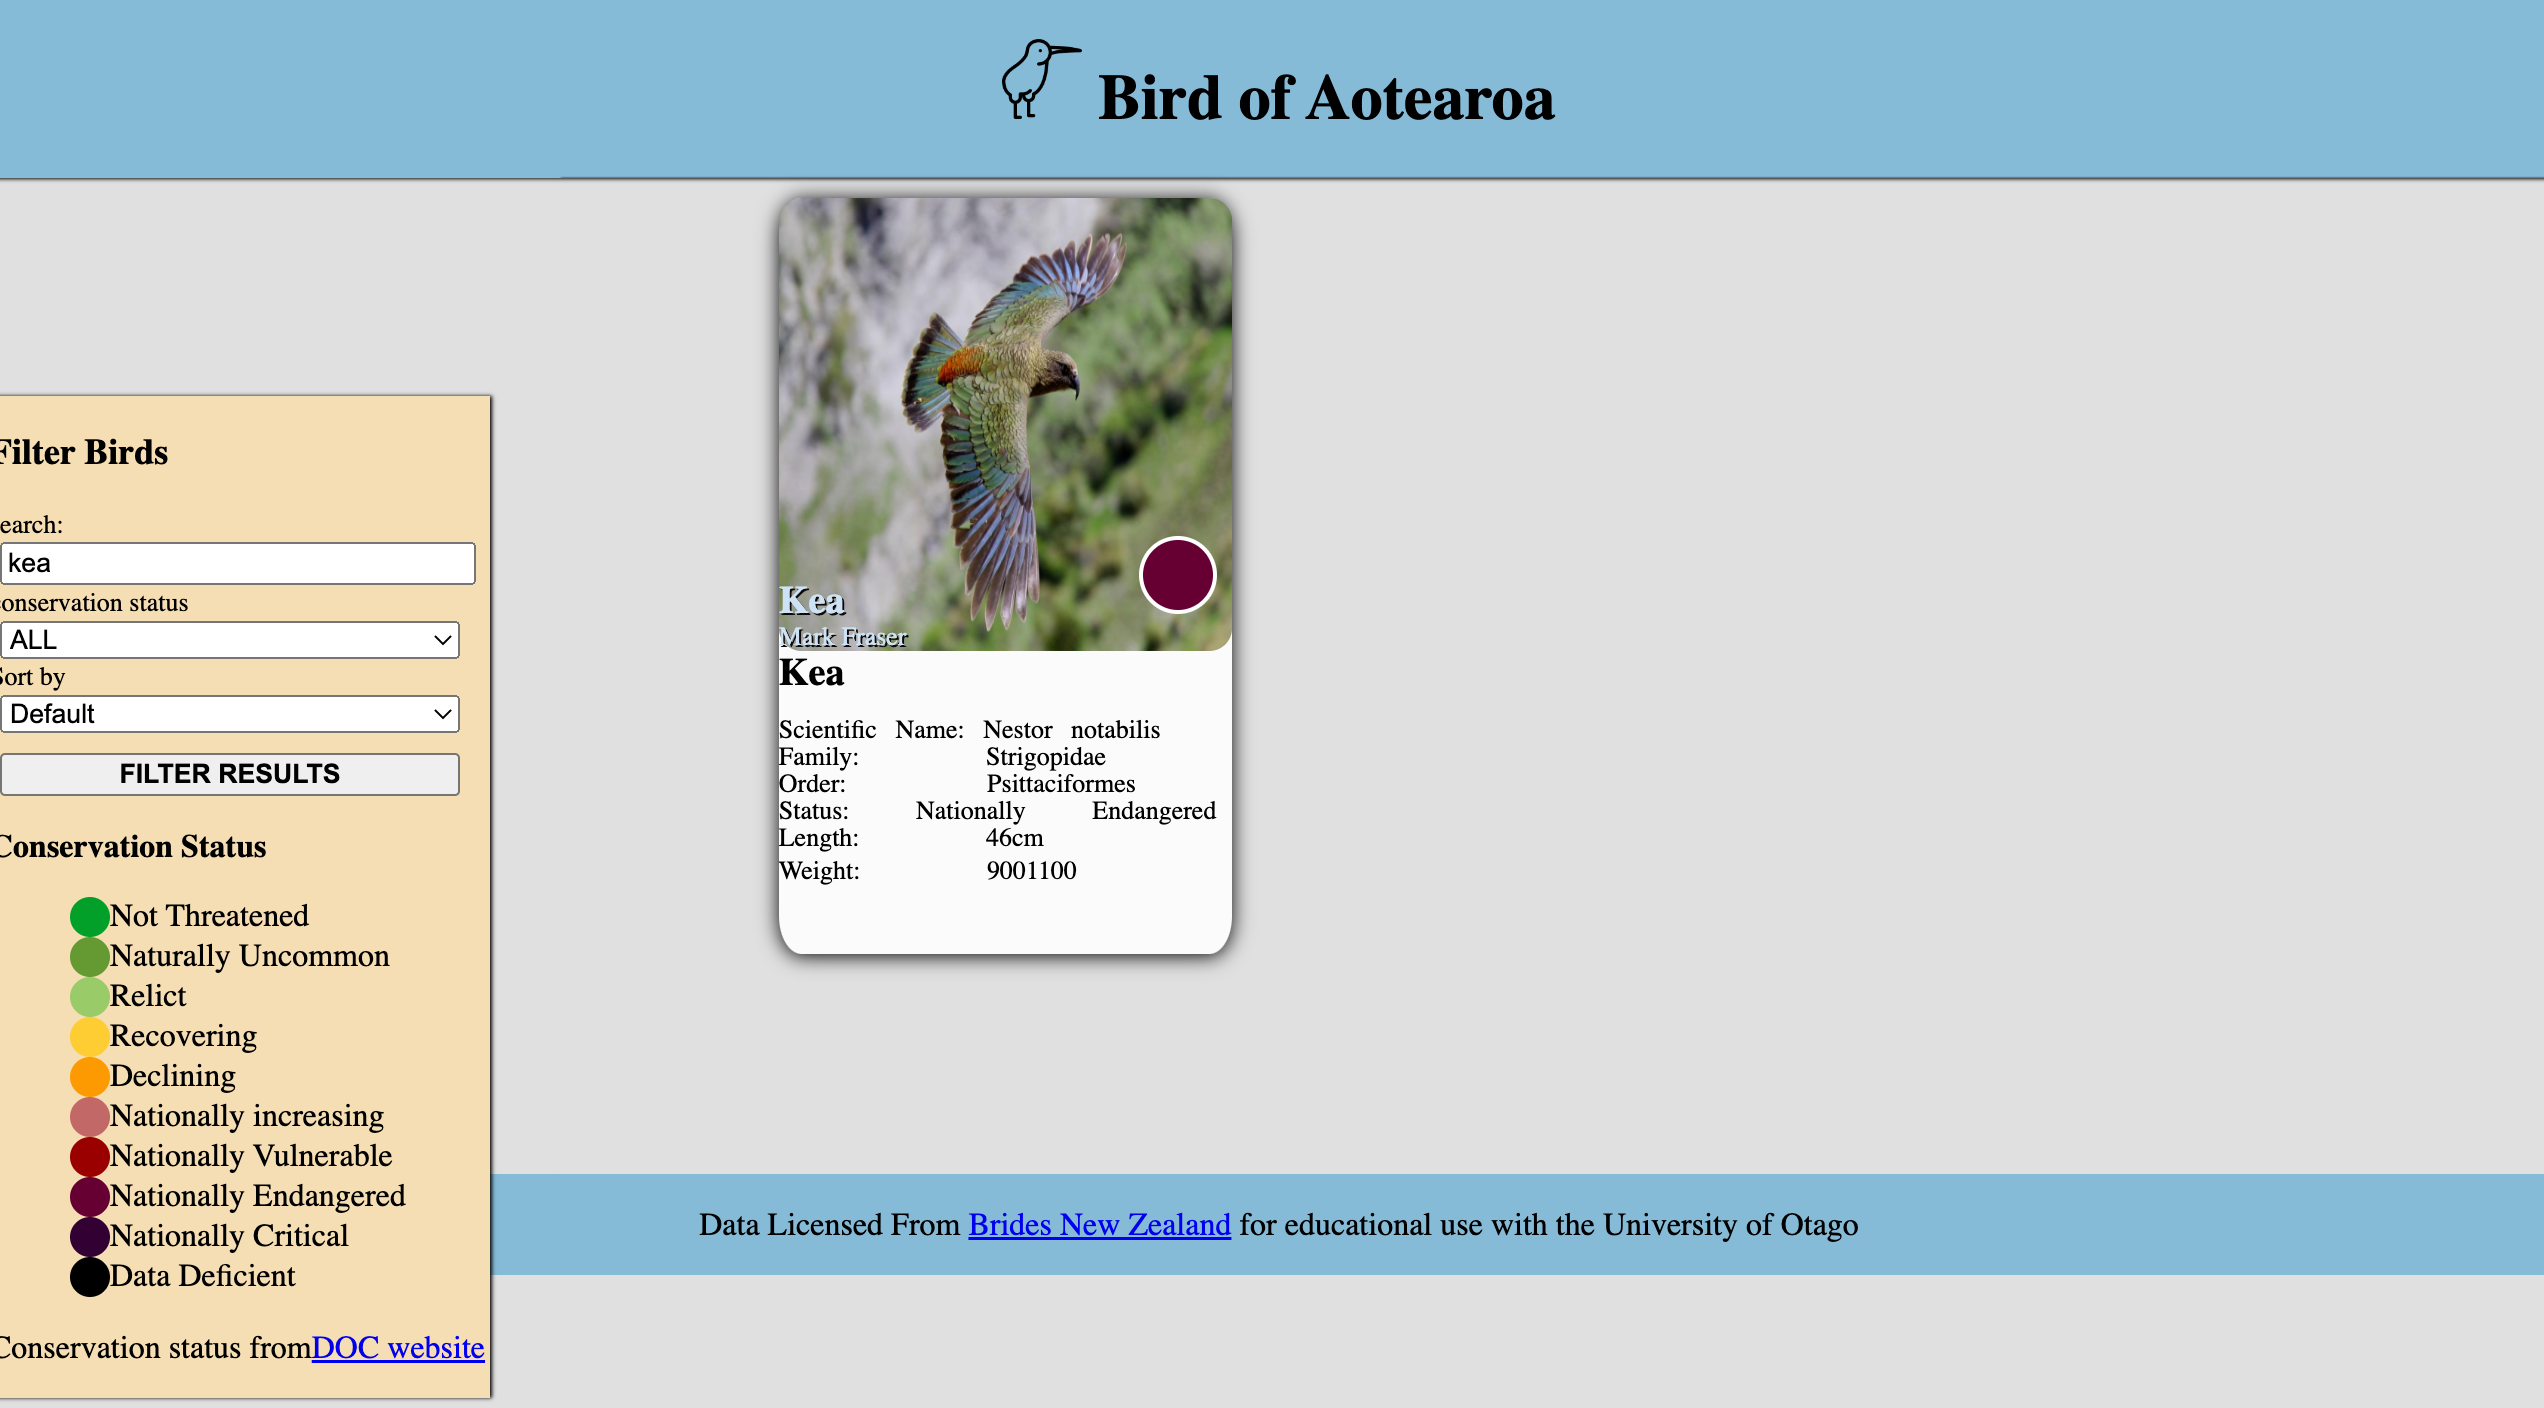 Bird of Aotearoa
Filter Birds
earch:
kea
onservation status
ALL
Sort by
Default
FILTER RESULTS
Conservation Status
Not Threatened
Naturally Uncommon
Relict
Recovering
Declining
Nationally increasing
Nationally Vulnerable
Nationally Endangered
Nationally Critical
Data Deficient
Conservation status fromDOC website
Kea
Mark Fraser
Kea
Scientific Name: Nestor notabilis
Family: Strigopidae
Order: Psittaciformes
Status: Nationally Endangered
Length: 46cm
Weight: 9001100
Data Licensed From Brides New Zealand for educational use with the University of Otago